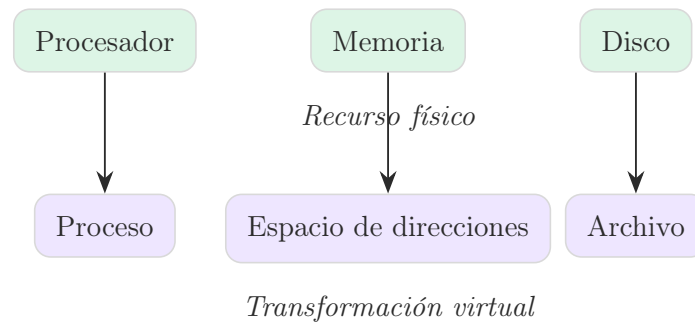 Procesador Memoria Disco
Recurso físico
Proceso Espacio de direcciones Archivo
Transformación virtual